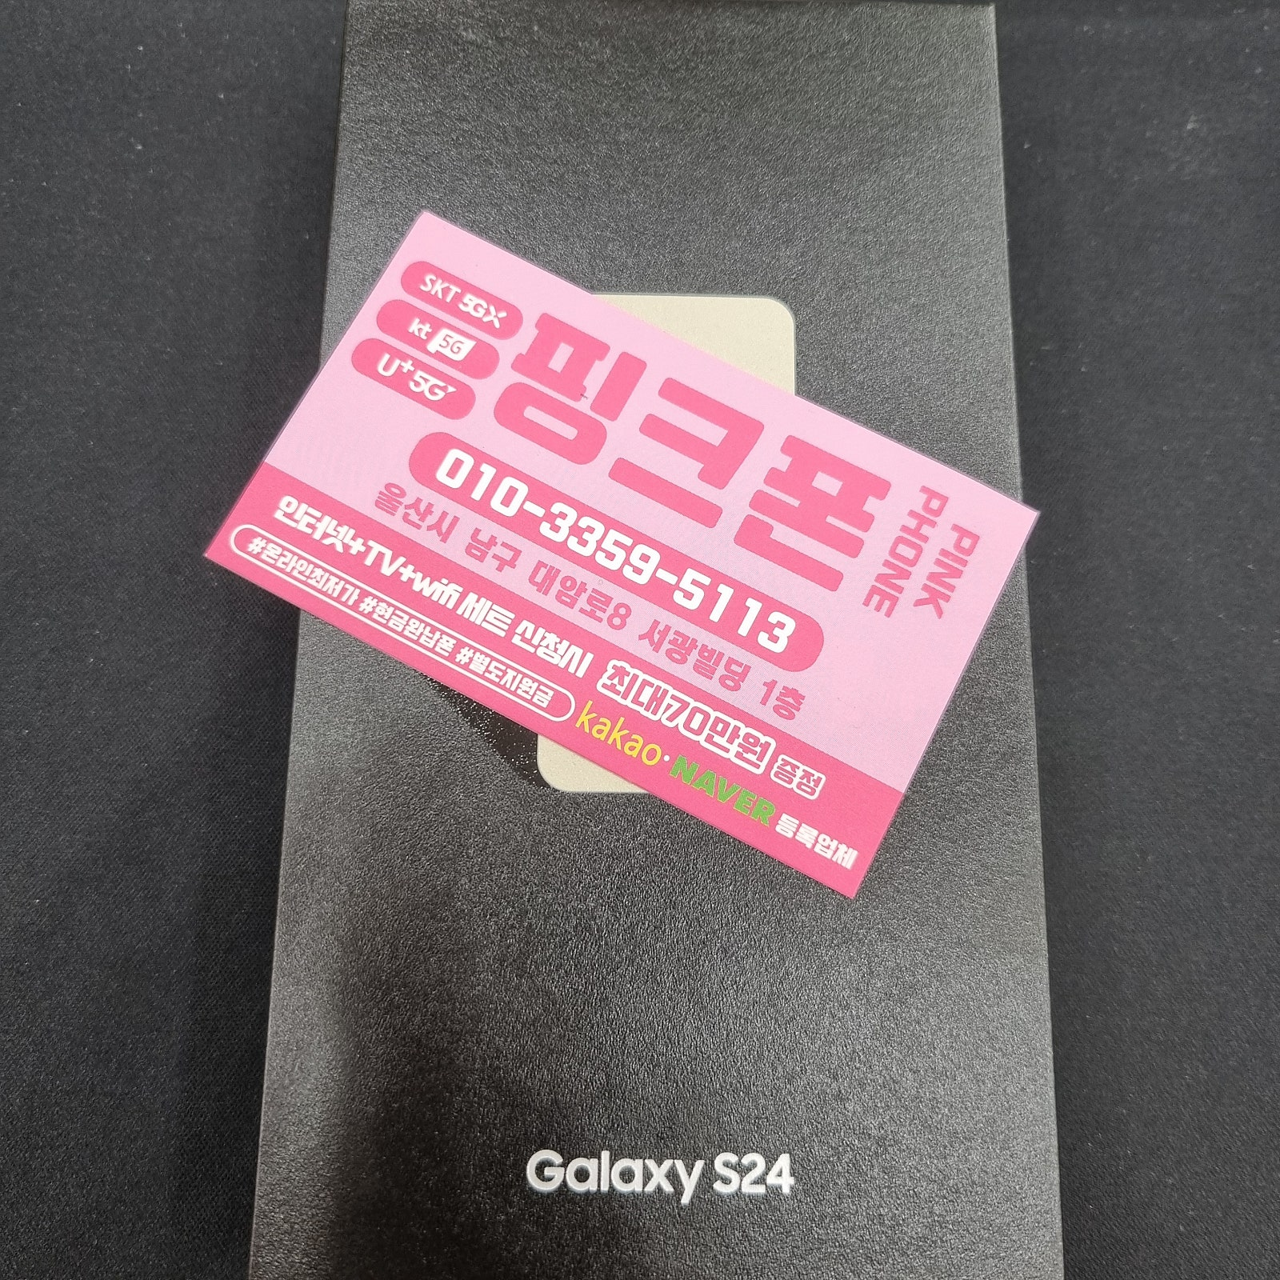 SKT 5GX
kt 5G
U+5G
핑크폰
PINK
PHONE
010-3359-5113
울산시 남구 대암로8 서광빌딩 1층
인터넷+TV+wifi 세트 신청시 최대70만원 증정
#온라인최저가 #현금완납폰 #별도지원금
kakao·NAVER 등록업체
Galaxy S24